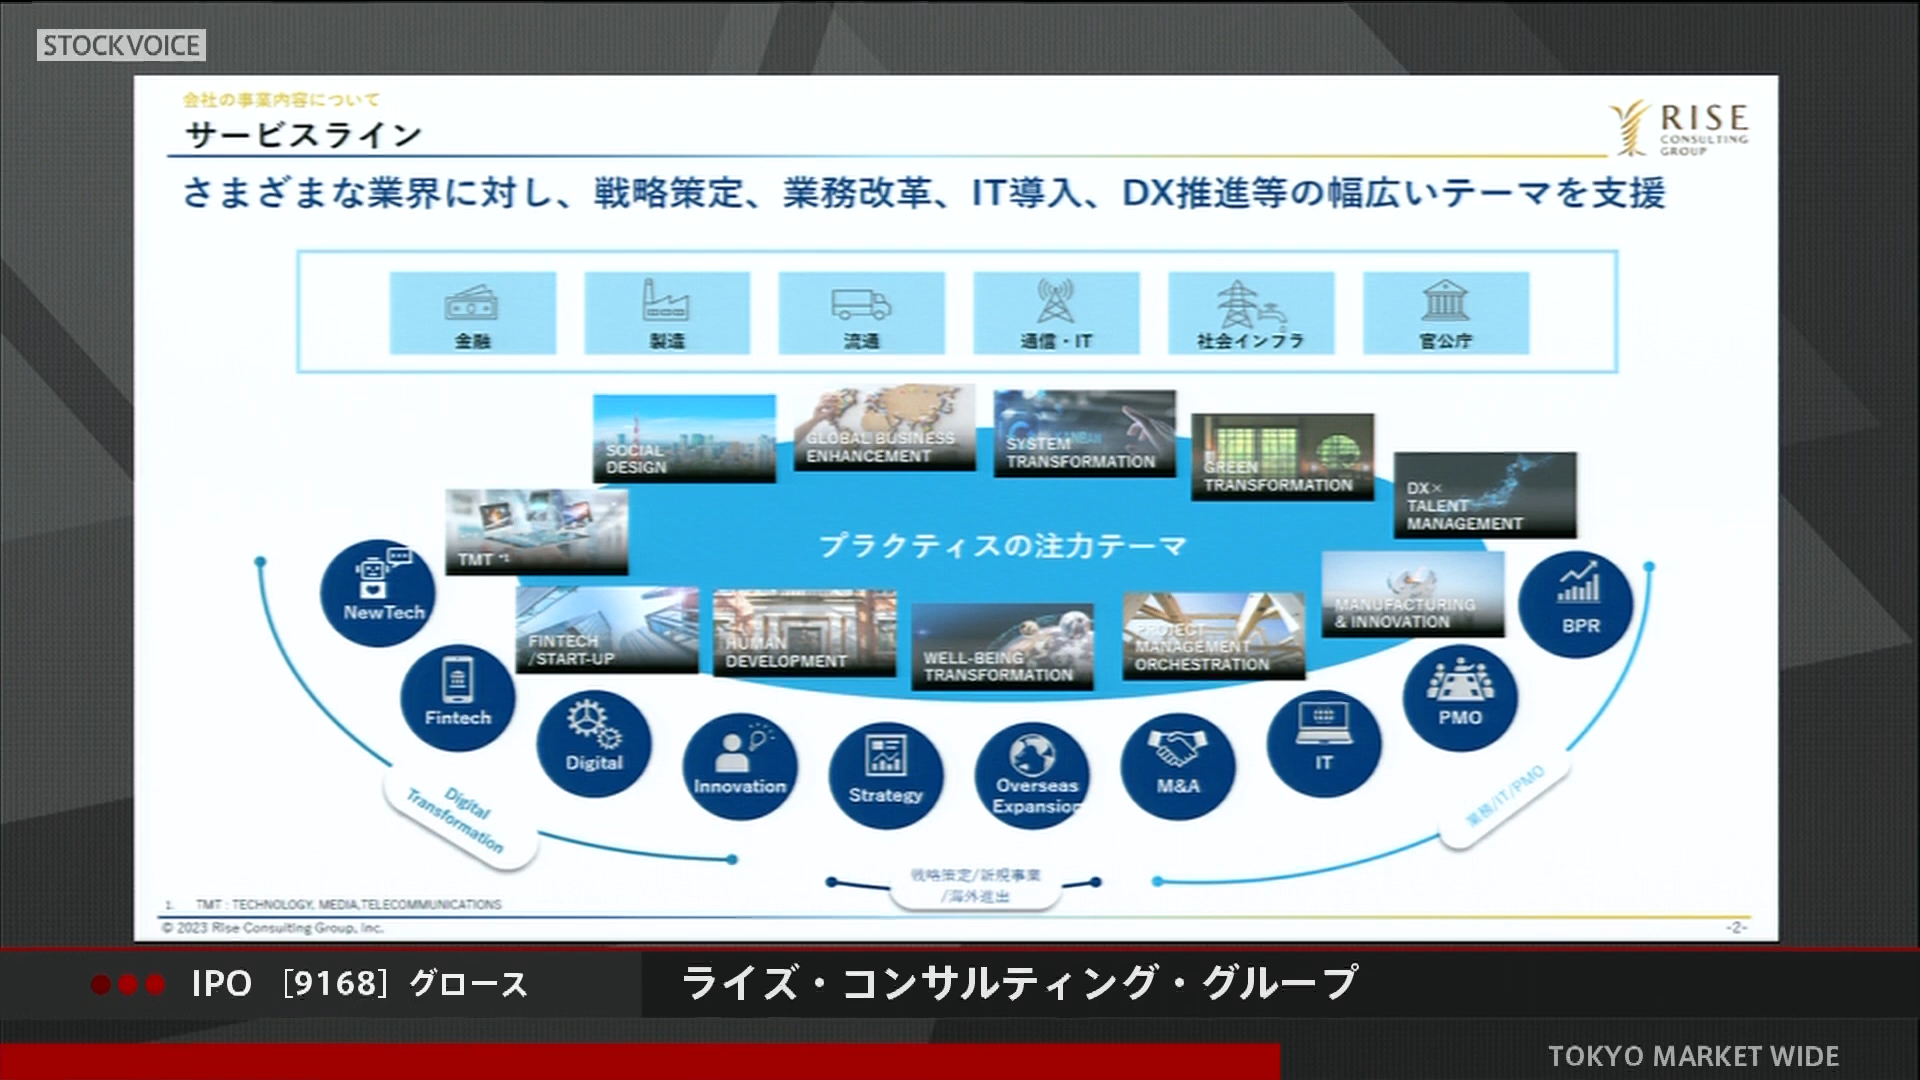 STOCKVOICE
会社の事業内容について
サービスライン
RISE
CONSULTING
GROUP
さまざまな業界に対し、戦略策定、業務改革、IT導入、DX推進等の幅広いテーマを支援
金融
製造
流通
通信・IT
社会インフラ
官公庁
SOCIAL
DESIGN
GLOBAL BUSINESS
ENHANCEMENT
SYSTEM
TRANSFORMATION
GREEN
TRANSFORMATION
DX×
TALENT
MANAGEMENT
TMT *1
プラクティスの注力テーマ
FINTECH
/START-UP
HUMAN
DEVELOPMENT
WELL-BEING
TRANSFORMATION
PROJECT
MANAGEMENT
ORCHESTRATION
MANUFACTURING
& INNOVATION
NewTech
Fintech
Digital
Innovation
Strategy
Overseas
Expansion
M&A
IT
PMO
BPR
Digital
Transformation
戦略策定/新規事業
/海外進出
業務/IT/PMO
1. TMT : TECHNOLOGY, MEDIA,TELECOMMUNICATIONS
© 2023 Rise Consulting Group, Inc.
-2-
IPO ［9168］グロース
ライズ・コンサルティング・グループ
TOKYO MARKET WIDE